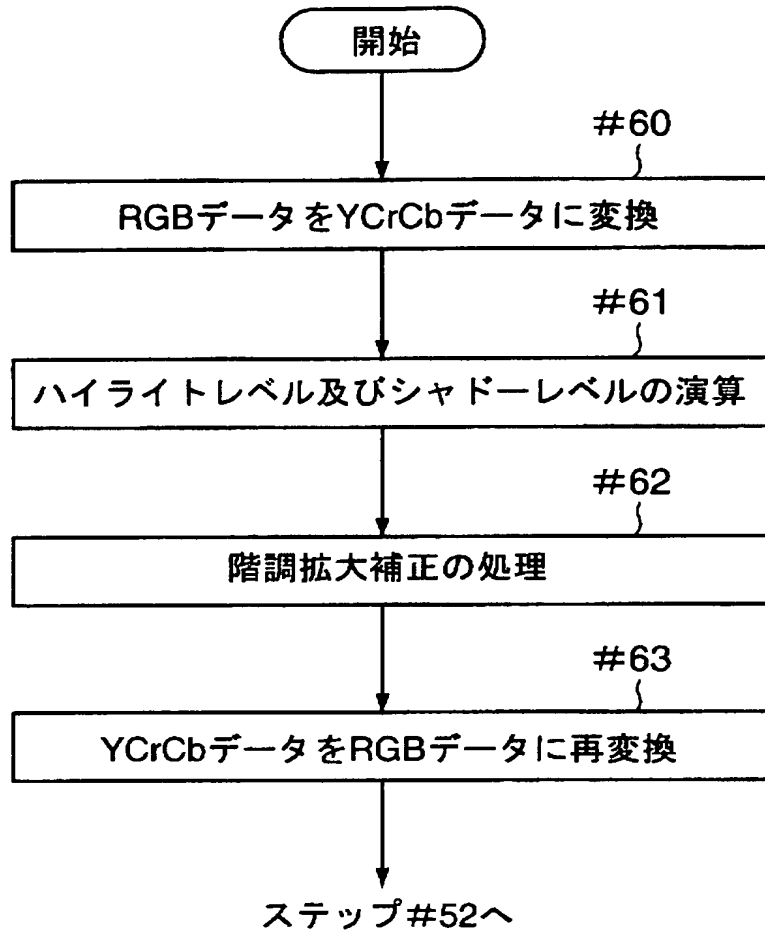 開始
#60
RGBデータをYCrCbデータに変換
#61
ハイライトレベル及びシャドーレベルの演算
#62
階調拡大補正の処理
#63
YCrCbデータをRGBデータに再変換
ステップ#52へ